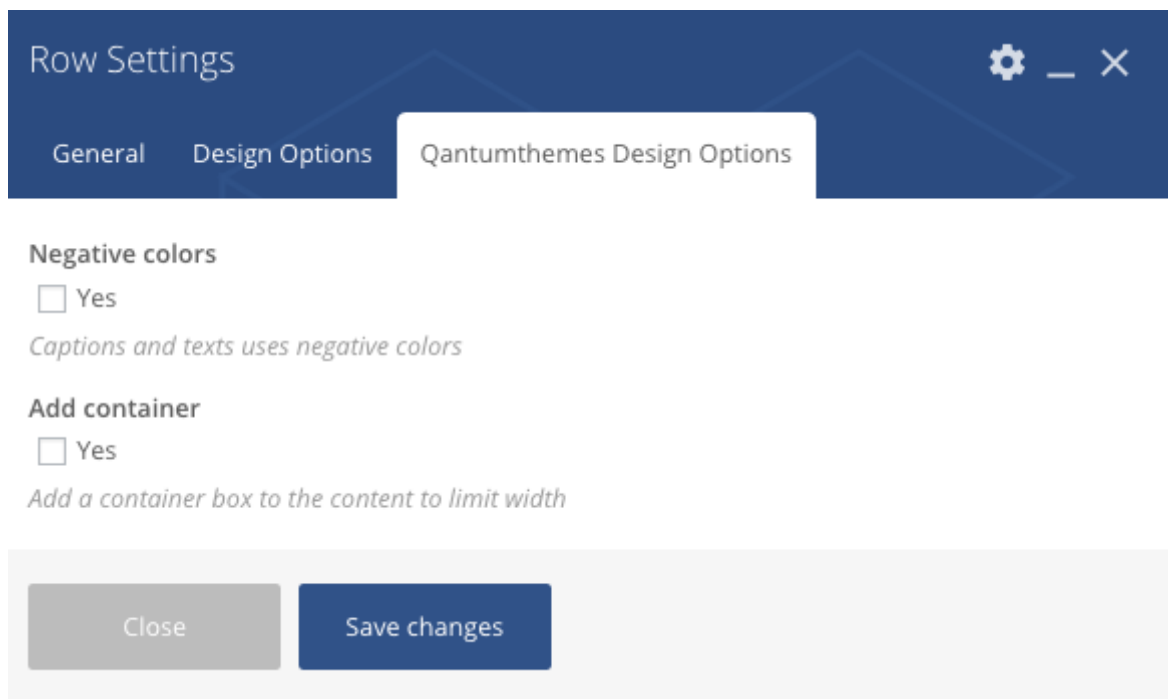 Row Settings
General Design Options Qantumthemes Design Options
Negative colors
Yes
Captions and texts uses negative colors
Add container
Yes
Add a container box to the content to limit width
Close Save changes